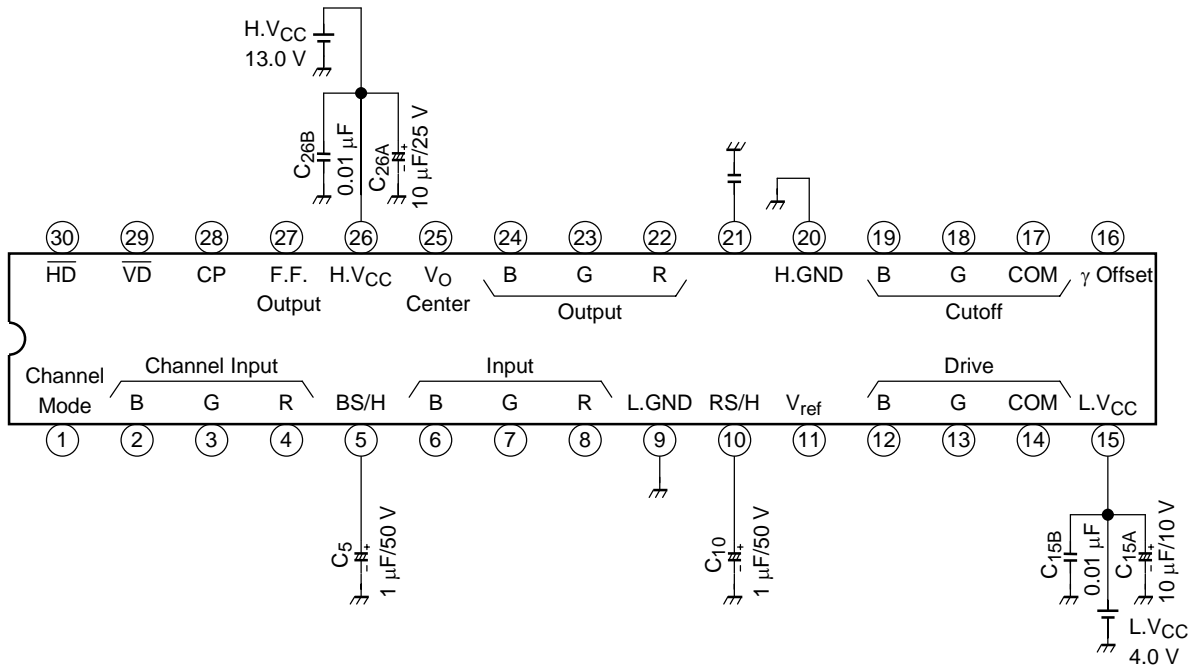 H.VCC
13.0 V
C26B
0.01 µF
C26A
- +
10 µF/25 V
30 29 28 27 26 25 24 23 22 21 20 19 18 17 16
HD VD CP F.F. H.VCC VO B G R H.GND B G COM γ Offset
Output Center Output Cutoff
Channel Channel Input Input Drive
Mode B G R BS/H B G R L.GND RS/H Vref B G COM L.VCC
1 2 3 4 5 6 7 8 9 10 11 12 13 14 15
C5
- +
1 µF/50 V
C10
- +
1 µF/50 V
C15B
0.01 µF
C15A
- +
10 µF/10 V
L.VCC
4.0 V